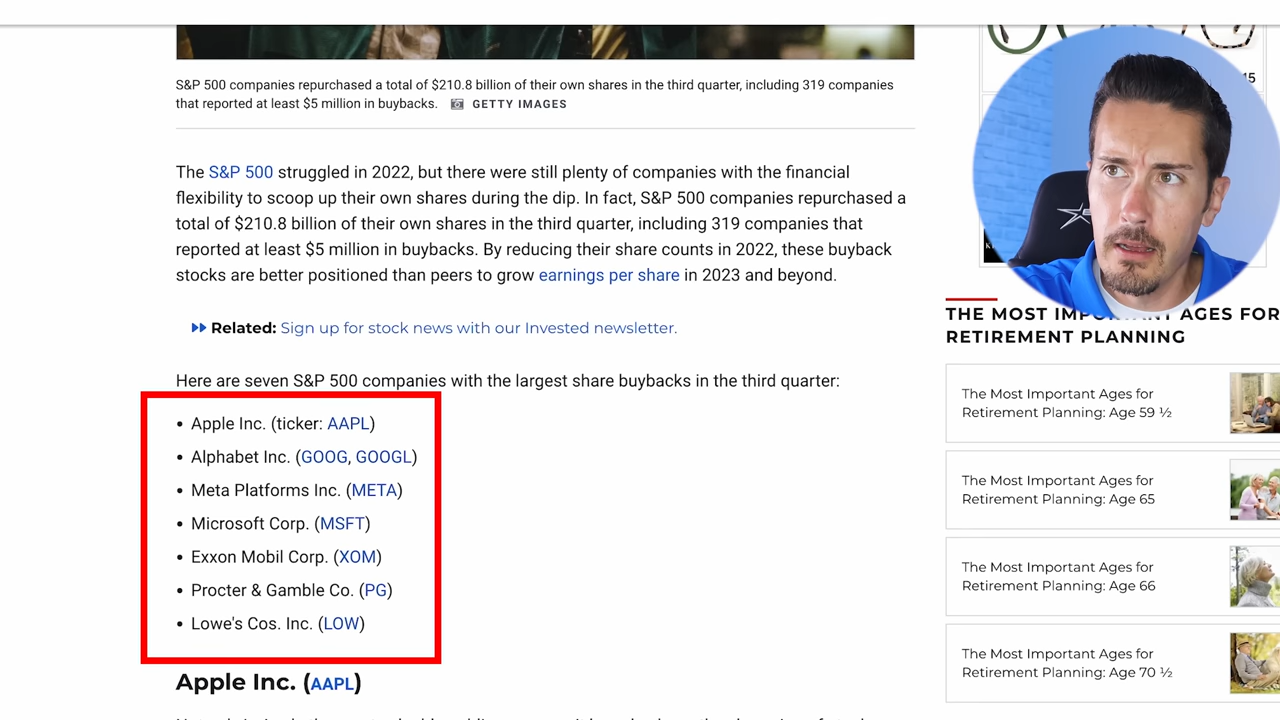 S&P 500 companies repurchased a total of $210.8 billion of their own shares in the third quarter, including 319 companies
that reported at least $5 million in buybacks. GETTY IMAGES
The S&P 500 struggled in 2022, but there were still plenty of companies with the financial
flexibility to scoop up their own shares during the dip. In fact, S&P 500 companies repurchased a
total of $210.8 billion of their own shares in the third quarter, including 319 companies that
reported at least $5 million in buybacks. By reducing their share counts in 2022, these buyback
stocks are better positioned than peers to grow earnings per share in 2023 and beyond.
Related: Sign up for stock news with our Invested newsletter.
Here are seven S&P 500 companies with the largest share buybacks in the third quarter:
• Apple Inc. (ticker: AAPL)
• Alphabet Inc. (GOOG, GOOGL)
• Meta Platforms Inc. (META)
• Microsoft Corp. (MSFT)
• Exxon Mobil Corp. (XOM)
• Procter & Gamble Co. (PG)
• Lowe's Cos. Inc. (LOW)
Apple Inc. (AAPL)
15
THE MOST IMPORTANT AGES FOR
RETIREMENT PLANNING
The Most Important Ages for
Retirement Planning: Age 59 ½
The Most Important Ages for
Retirement Planning: Age 65
The Most Important Ages for
Retirement Planning: Age 66
The Most Important Ages for
Retirement Planning: Age 70 ½